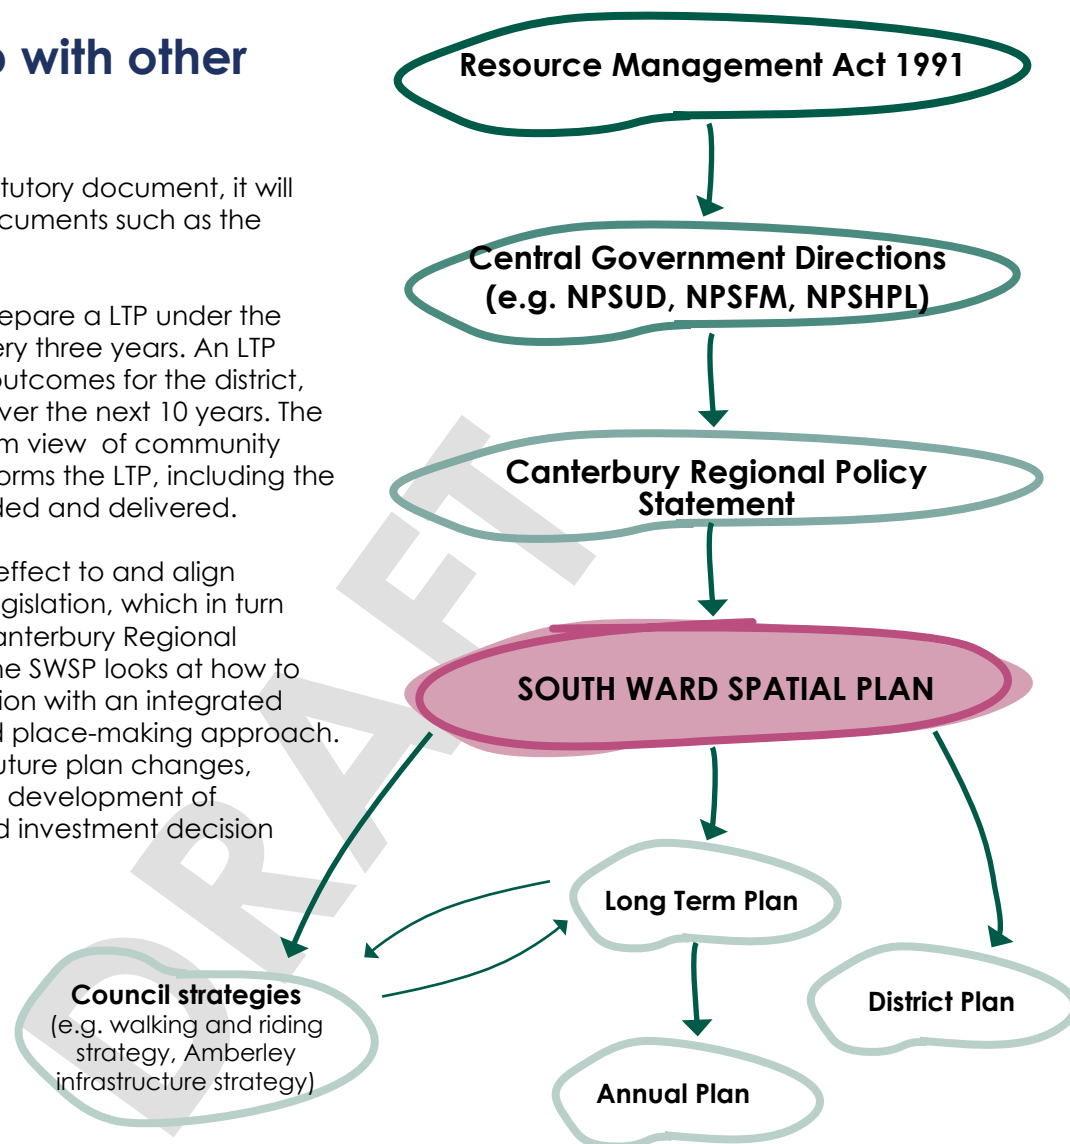 with other
tutory document, it will
cuments such as the
epare a LTP under the
ery three years. An LTP
outcomes for the district,
ver the next 10 years. The
m view of community
orms the LTP, including the
ded and delivered.
effect to and align
gislation, which in turn
anterbury Regional
ne SWSP looks at how to
ion with an integrated
d place-making approach.
uture plan changes,
development of
d investment decision
Resource Management Act 1991
Central Government Directions
(e.g. NPSUD, NPSFM, NPSHPL)
Canterbury Regional Policy
Statement
SOUTH WARD SPATIAL PLAN
Long Term Plan
Council strategies
(e.g. walking and riding
strategy, Amberley
infrastructure strategy)
District Plan
Annual Plan
DRAFT